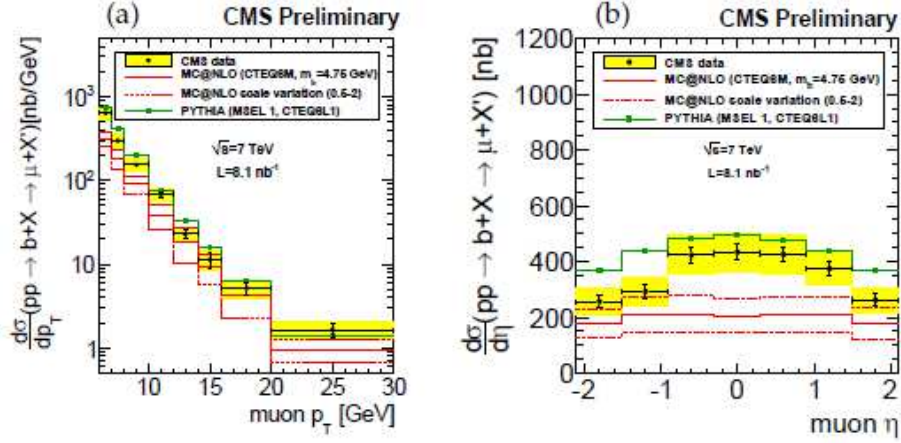 (a) CMS Preliminary
dσ/dp_T (pp → b+X → μ+X')[nb/GeV]
10³
10²
10
1
CMS data
MC@NLO (CTEQ6M, m_b=4.75 GeV)
MC@NLO scale variation (0.5-2)
PYTHIA (MSEL 1, CTEQ6L1)
√s=7 TeV
L=8.1 nb⁻¹
10 15 20 25 30
muon p_T [GeV]
(b) CMS Preliminary
dσ/dη (pp → b+X → μ+X') [nb]
1200
1000
800
600
400
200
0
CMS data
MC@NLO (CTEQ6M, m_b=4.75 GeV)
MC@NLO scale variation (0.5-2)
PYTHIA (MSEL 1, CTEQ6L1)
√s=7 TeV
L=8.1 nb⁻¹
-2 -1 0 1 2
muon η